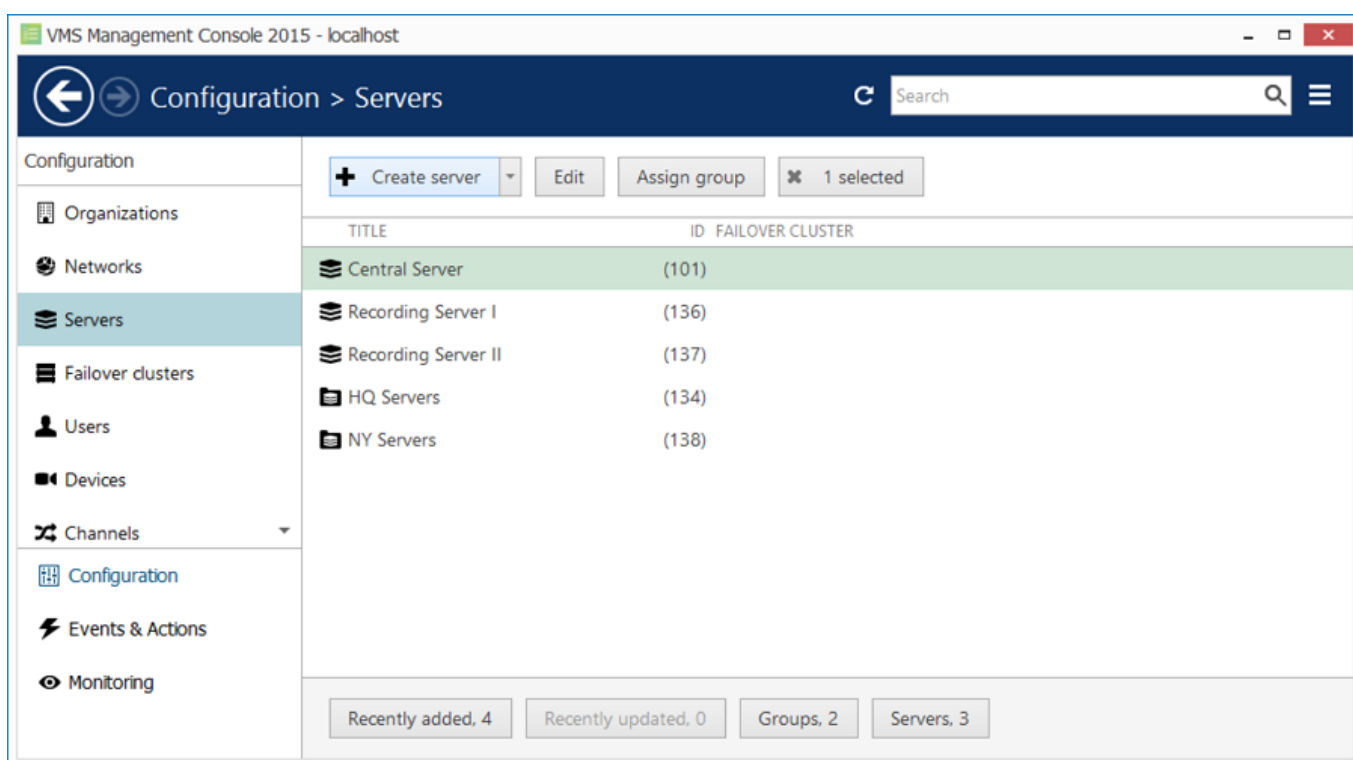 VMS Management Console 2015 - localhost
Configuration > Servers
Search
Configuration
Organizations
Networks
Servers
Failover clusters
Users
Devices
Channels
Configuration
Events & Actions
Monitoring
Create server
Edit
Assign group
1 selected
TITLE ID FAILOVER CLUSTER
Central Server (101)
Recording Server I (136)
Recording Server II (137)
HQ Servers (134)
NY Servers (138)
Recently added, 4
Recently updated, 0
Groups, 2
Servers, 3